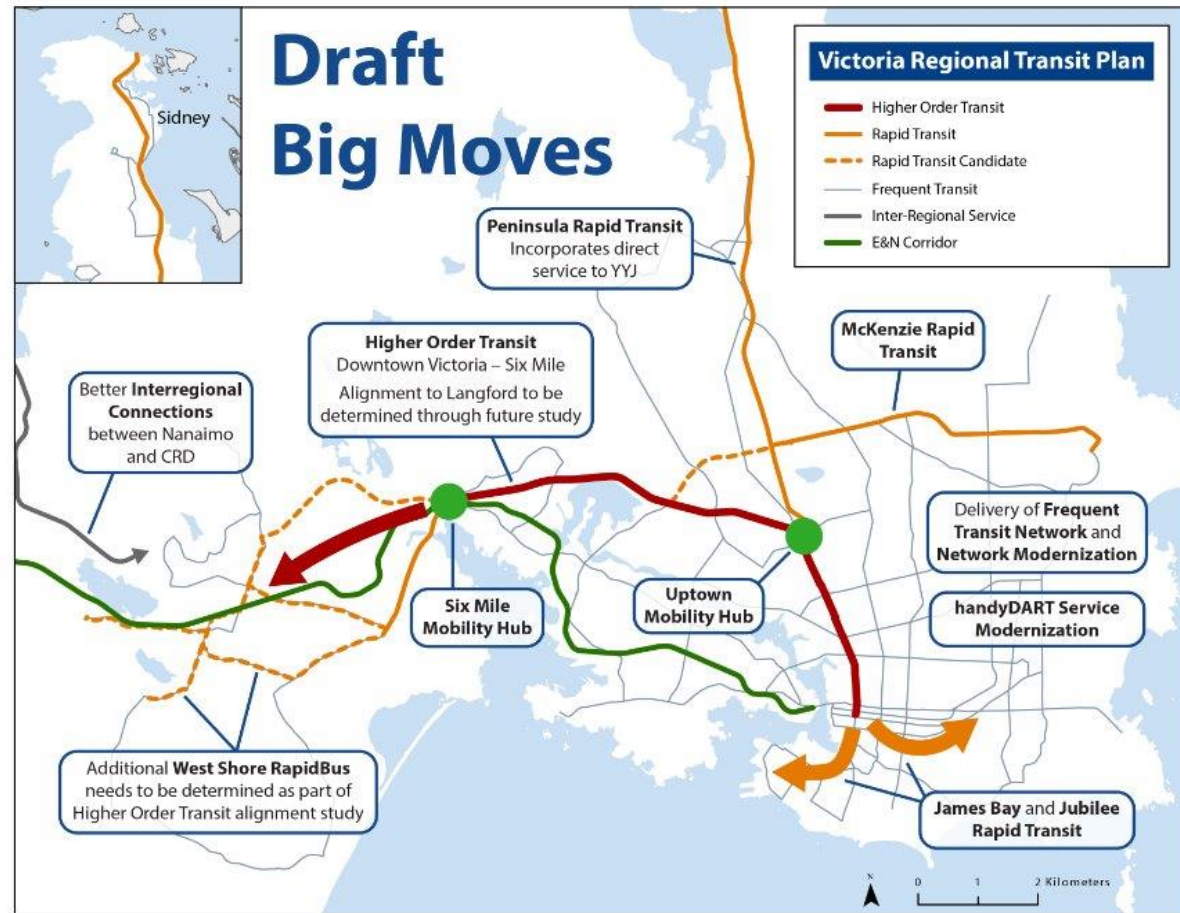 Sidney
Draft
Big Moves
Victoria Regional Transit Plan
Higher Order Transit
Rapid Transit
Rapid Transit Candidate
Frequent Transit
Inter-Regional Service
E&N Corridor
Peninsula Rapid Transit
Incorporates direct
service to YYJ
McKenzie Rapid
Transit
Higher Order Transit
Downtown Victoria – Six Mile
Alignment to Langford to be
determined through future study
Better Interregional
Connections
between Nanaimo
and CRD
Delivery of Frequent
Transit Network and
Network Modernization
handyDART Service
Modernization
Six Mile
Mobility Hub
Uptown
Mobility Hub
Additional West Shore RapidBus
needs to be determined as part of
Higher Order Transit alignment study
James Bay and Jubilee
Rapid Transit
N
0 1 2 Kilometers